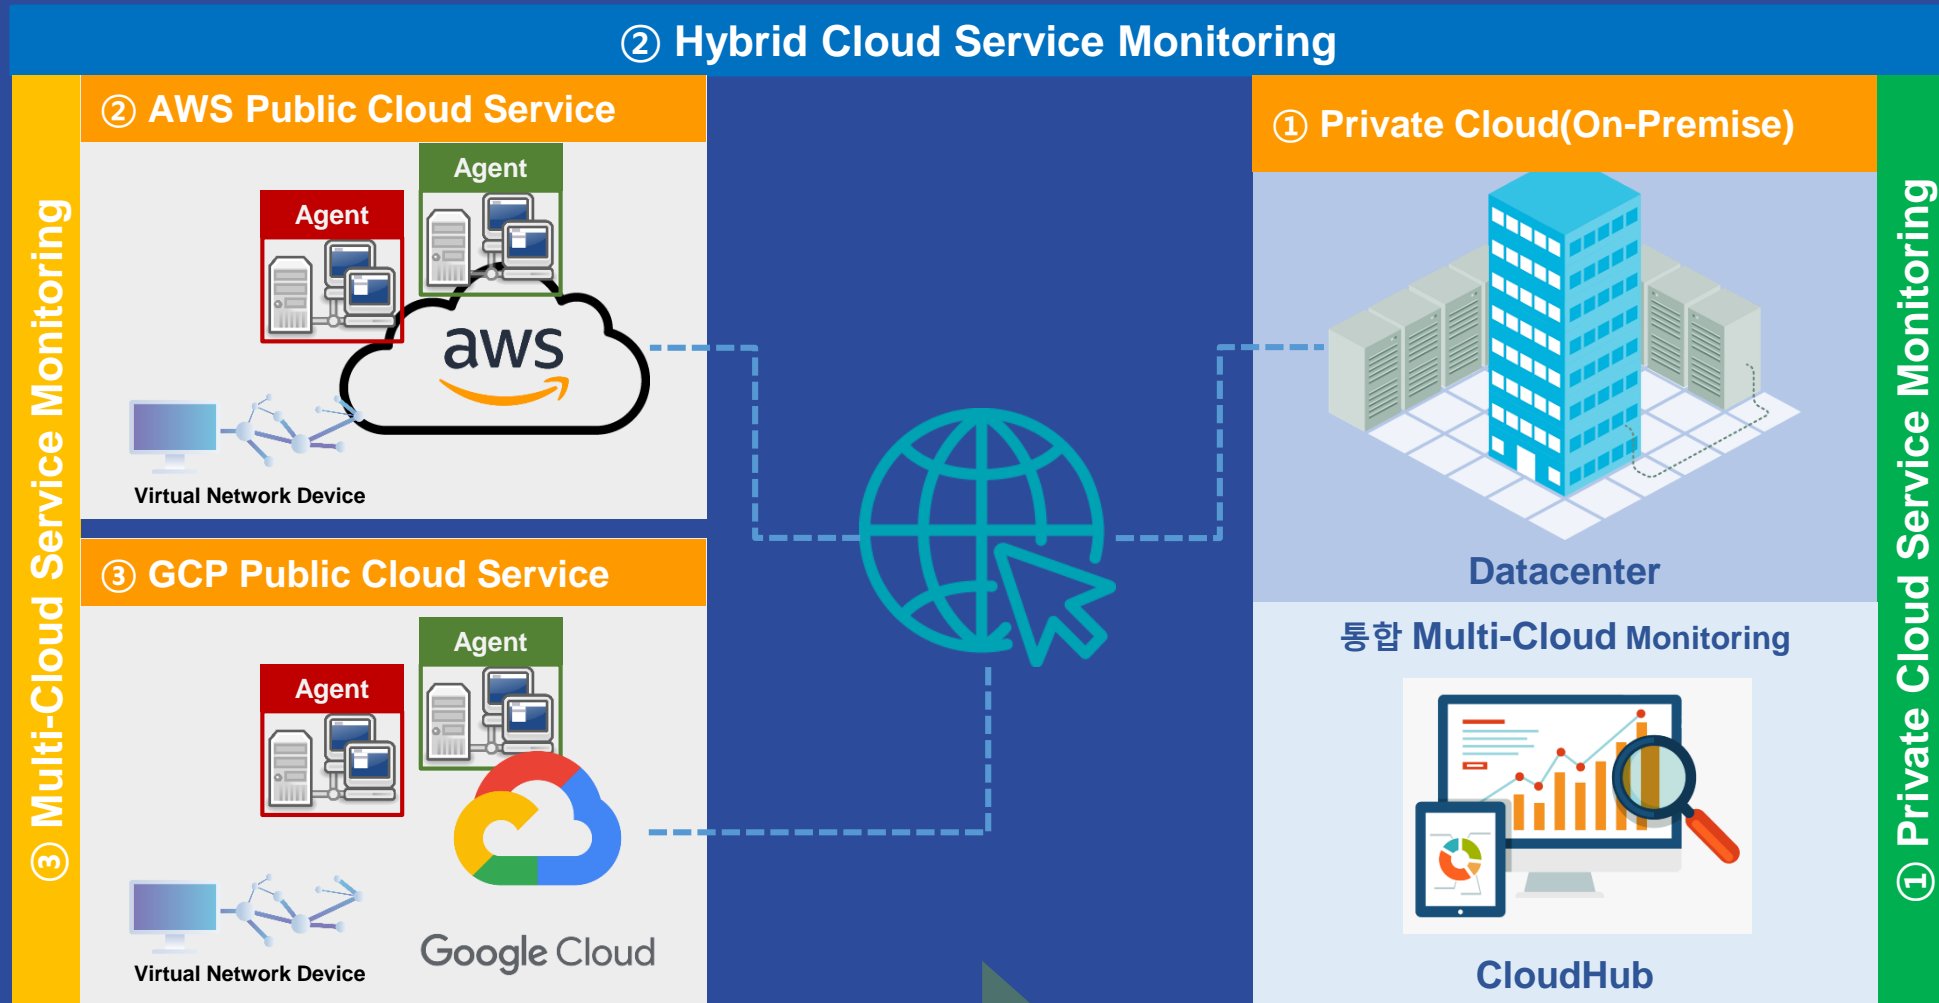 ② Hybrid Cloud Service Monitoring
③ Multi-Cloud Service Monitoring
② AWS Public Cloud Service
Agent
Agent
aws
Virtual Network Device
③ GCP Public Cloud Service
Agent
Agent
Google Cloud
Virtual Network Device
① Private Cloud(On-Premise)
Datacenter
통합 Multi-Cloud Monitoring
CloudHub
① Private Cloud Service Monitoring